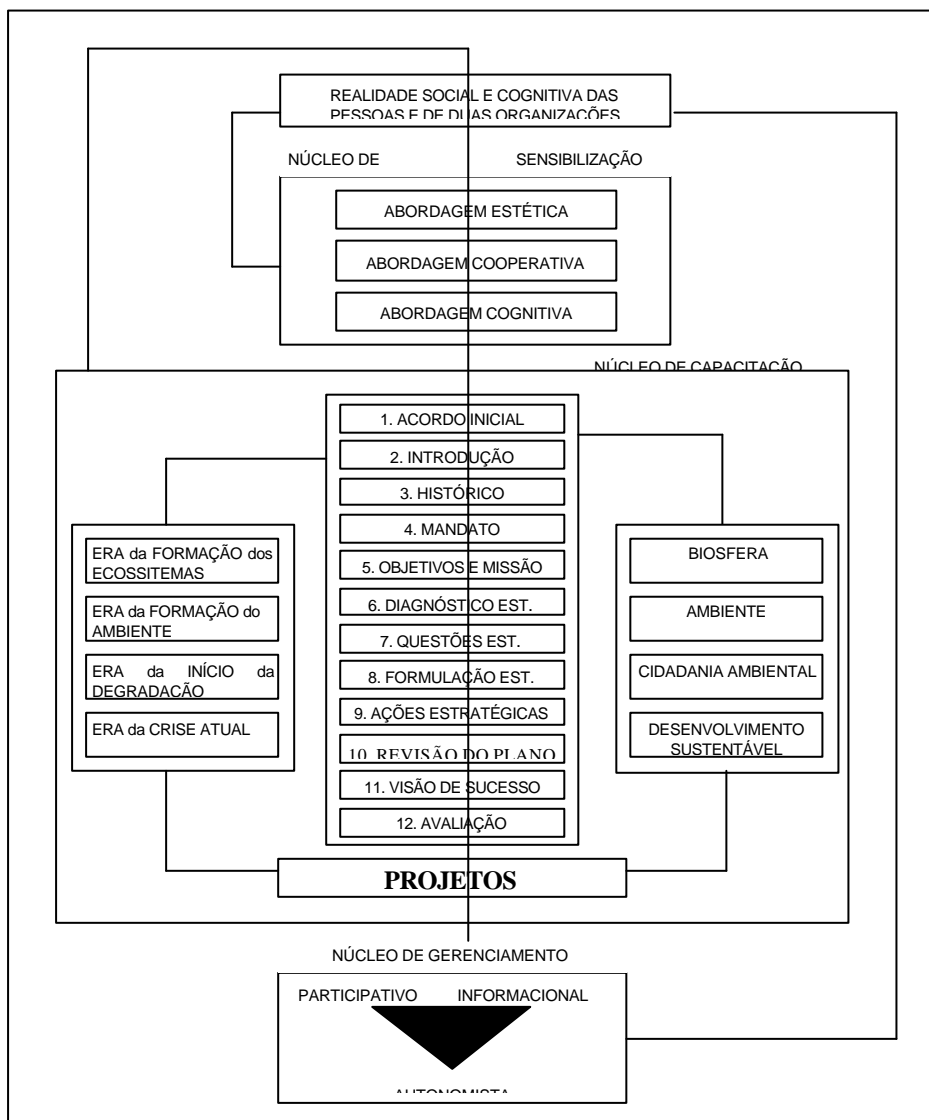 REALIDADE SOCIAL E COGNITIVA DAS
PESSOAS E DE DUAS ORGANIZAÇÕES
NÚCLEO DE SENSIBILIZAÇÃO
ABORDAGEM ESTÉTICA
ABORDAGEM COOPERATIVA
ABORDAGEM COGNITIVA
NÚCLEO DE CAPACITAÇÃO
1. ACORDO INICIAL
2. INTRODUÇÃO
3. HISTÓRICO
4. MANDATO
5. OBJETIVOS E MISSÃO
6. DIAGNÓSTICO EST.
7. QUESTÕES EST.
8. FORMULAÇÃO EST.
9. AÇÕES ESTRATÉGICAS
10. REVISÃO DO PLANO
11. VISÃO DE SUCESSO
12. AVALIAÇÃO
ERA da FORMAÇÃO dos
ECOSSITEMAS
ERA da FORMAÇÃO do
AMBIENTE
ERA da INÍCIO da
DEGRADAÇÃO
ERA da CRISE ATUAL
BIOSFERA
AMBIENTE
CIDADANIA AMBIENTAL
DESENVOLVIMENTO
SUSTENTÁVEL
PROJETOS
NÚCLEO DE GERENCIAMENTO
PARTICIPATIVO INFORMACIONAL
AUTONOMISTA